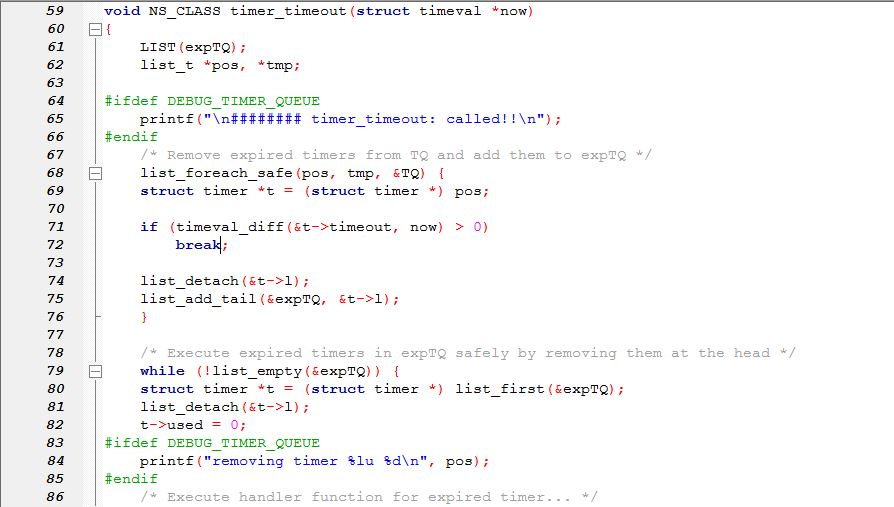 59 void NS_CLASS timer_timeout(struct timeval *now)
60 {
61 LIST(expTQ);
62 list_t *pos, *tmp;
63
64 #ifdef DEBUG_TIMER_QUEUE
65 printf("\n######## timer_timeout: called!!\n");
66 #endif
67 /* Remove expired timers from TQ and add them to expTQ */
68 list_foreach_safe(pos, tmp, &TQ) {
69 struct timer *t = (struct timer *) pos;
70
71 if (timeval_diff(&t->timeout, now) > 0)
72 break;
73
74 list_detach(&t->l);
75 list_add_tail(&expTQ, &t->l);
76 }
77
78 /* Execute expired timers in expTQ safely by removing them at the head */
79 while (!list_empty(&expTQ)) {
80 struct timer *t = (struct timer *) list_first(&expTQ);
81 list_detach(&t->l);
82 t->used = 0;
83 #ifdef DEBUG_TIMER_QUEUE
84 printf("removing timer %lu %d\n", pos);
85 #endif
86 /* Execute handler function for expired timer... */